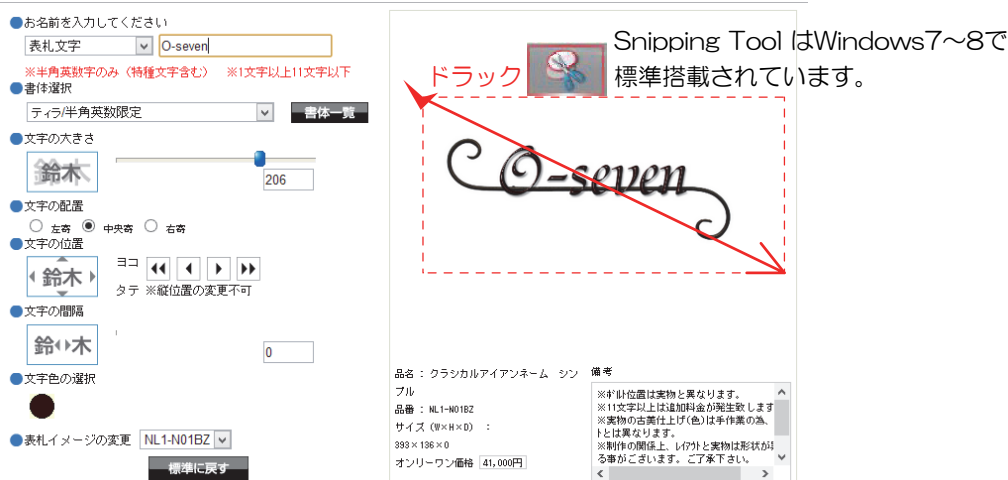 お名前を入力してください
表札文字 O-seven
※半角英数字のみ（特種文字含む） ※1文字以上11文字以下
書体選択
ティラ/半角英数限定 書体一覧
文字の大きさ
鈴木
206
文字の配置
左寄 中央寄 右寄
文字の位置
鈴木
ヨコ
タテ ※縦位置の変更不可
文字の間隔
鈴木
0
文字色の選択
表札イメージの変更 NL1-N01BZ
標準に戻す
ドラック
Snipping Tool はWindows7～8で
標準搭載されています。
O-seven
品名 ： クラシカルアイアンネーム シン
プル
品番 ： NL1-N01BZ
サイズ (W×H×D) ：
393×136×0
オンリーワン価格 41,000円
備考
※ボルト位置は実物と異なります。
※11文字以上は追加料金が発生致します
※実物の古美仕上げ(色)は手作業の為、
トとは異なります。
※制作の関係上、レイアウトと実物は形状が
る事がございます。ご了承下さい。